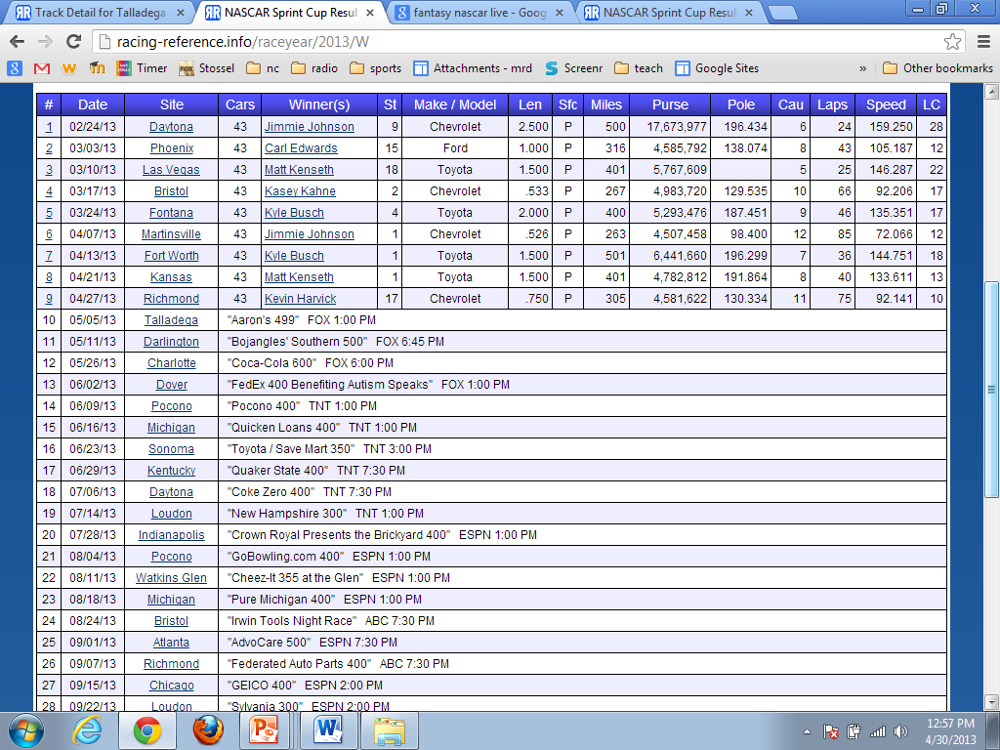 Track Detail for Talladega
NASCAR Sprint Cup Resul
fantasy nascar live - Goog
NASCAR Sprint Cup Resul
racing-reference.info/raceyear/2013/W
Timer Stossel nc radio sports Attachments - mrd Screenr teach Google Sites » Other bookmarks
# Date Site Cars Winner(s) St Make / Model Len Sfc Miles Purse Pole Cau Laps Speed LC
1 02/24/13 Daytona 43 Jimmie Johnson 9 Chevrolet 2.500 P 500 17,673,977 196.434 6 24 159.250 28
2 03/03/13 Phoenix 43 Carl Edwards 15 Ford 1.000 P 316 4,585,792 138.074 8 43 105.187 12
3 03/10/13 Las Vegas 43 Matt Kenseth 18 Toyota 1.500 P 401 5,767,609 5 25 146.287 22
4 03/17/13 Bristol 43 Kasey Kahne 2 Chevrolet .533 P 267 4,983,720 129.535 10 66 92.206 17
5 03/24/13 Fontana 43 Kyle Busch 4 Toyota 2.000 P 400 5,293,476 187.451 9 46 135.351 17
6 04/07/13 Martinsville 43 Jimmie Johnson 1 Chevrolet .526 P 263 4,507,458 98.400 12 85 72.066 12
7 04/13/13 Fort Worth 43 Kyle Busch 1 Toyota 1.500 P 501 6,441,660 196.299 7 36 144.751 18
8 04/21/13 Kansas 43 Matt Kenseth 1 Toyota 1.500 P 401 4,782,812 191.864 8 40 133.611 13
9 04/27/13 Richmond 43 Kevin Harvick 17 Chevrolet .750 P 305 4,581,622 130.334 11 75 92.141 10
10 05/05/13 Talladega "Aaron's 499" FOX 1:00 PM
11 05/11/13 Darlington "Bojangles' Southern 500" FOX 6:45 PM
12 05/26/13 Charlotte "Coca-Cola 600" FOX 6:00 PM
13 06/02/13 Dover "FedEx 400 Benefiting Autism Speaks" FOX 1:00 PM
14 06/09/13 Pocono "Pocono 400" TNT 1:00 PM
15 06/16/13 Michigan "Quicken Loans 400" TNT 1:00 PM
16 06/23/13 Sonoma "Toyota / Save Mart 350" TNT 3:00 PM
17 06/29/13 Kentucky "Quaker State 400" TNT 7:30 PM
18 07/06/13 Daytona "Coke Zero 400" TNT 7:30 PM
19 07/14/13 Loudon "New Hampshire 300" TNT 1:00 PM
20 07/28/13 Indianapolis "Crown Royal Presents the Brickyard 400" ESPN 1:00 PM
21 08/04/13 Pocono "GoBowling.com 400" ESPN 1:00 PM
22 08/11/13 Watkins Glen "Cheez-It 355 at the Glen" ESPN 1:00 PM
23 08/18/13 Michigan "Pure Michigan 400" ESPN 1:00 PM
24 08/24/13 Bristol "Irwin Tools Night Race" ABC 7:30 PM
25 09/01/13 Atlanta "AdvoCare 500" ESPN 7:30 PM
26 09/07/13 Richmond "Federated Auto Parts 400" ABC 7:30 PM
27 09/15/13 Chicago "GEICO 400" ESPN 2:00 PM
28 09/22/13 Loudon "Sylvania 300" ESPN 2:00 PM
12:57 PM
4/30/2013